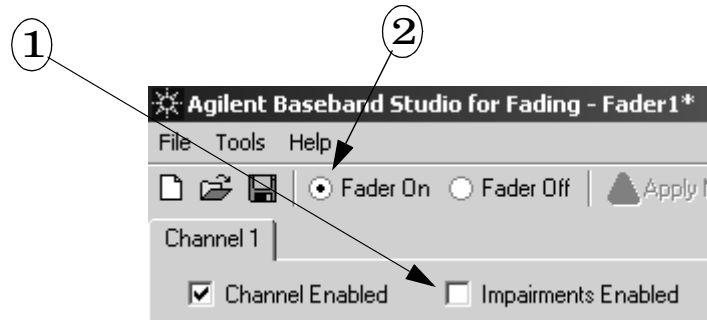 1
2
Agilent Baseband Studio for Fading - Fader1*
File Tools Help
Fader On Fader Off Apply
Channel 1
Channel Enabled Impairments Enabled